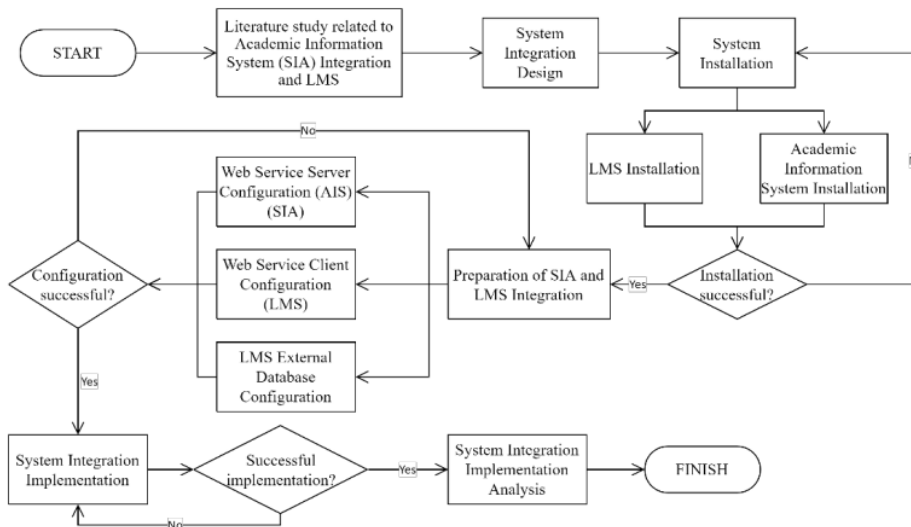 START
Literature study related to
Academic Information
System (SIA) Integration
and LMS
System
Integration
Design
System
Installation
No
LMS Installation
Academic
Information
System Installation
Web Service Server
Configuration (AIS)
(SIA)
Configuration
successful?
Web Service Client
Configuration
(LMS)
Preparation of SIA and
LMS Integration
Yes
Installation
successful?
LMS External
Database
Configuration
Yes
System Integration
Implementation
Successful
implementation?
Yes
System Integration
Implementation
Analysis
FINISH
No